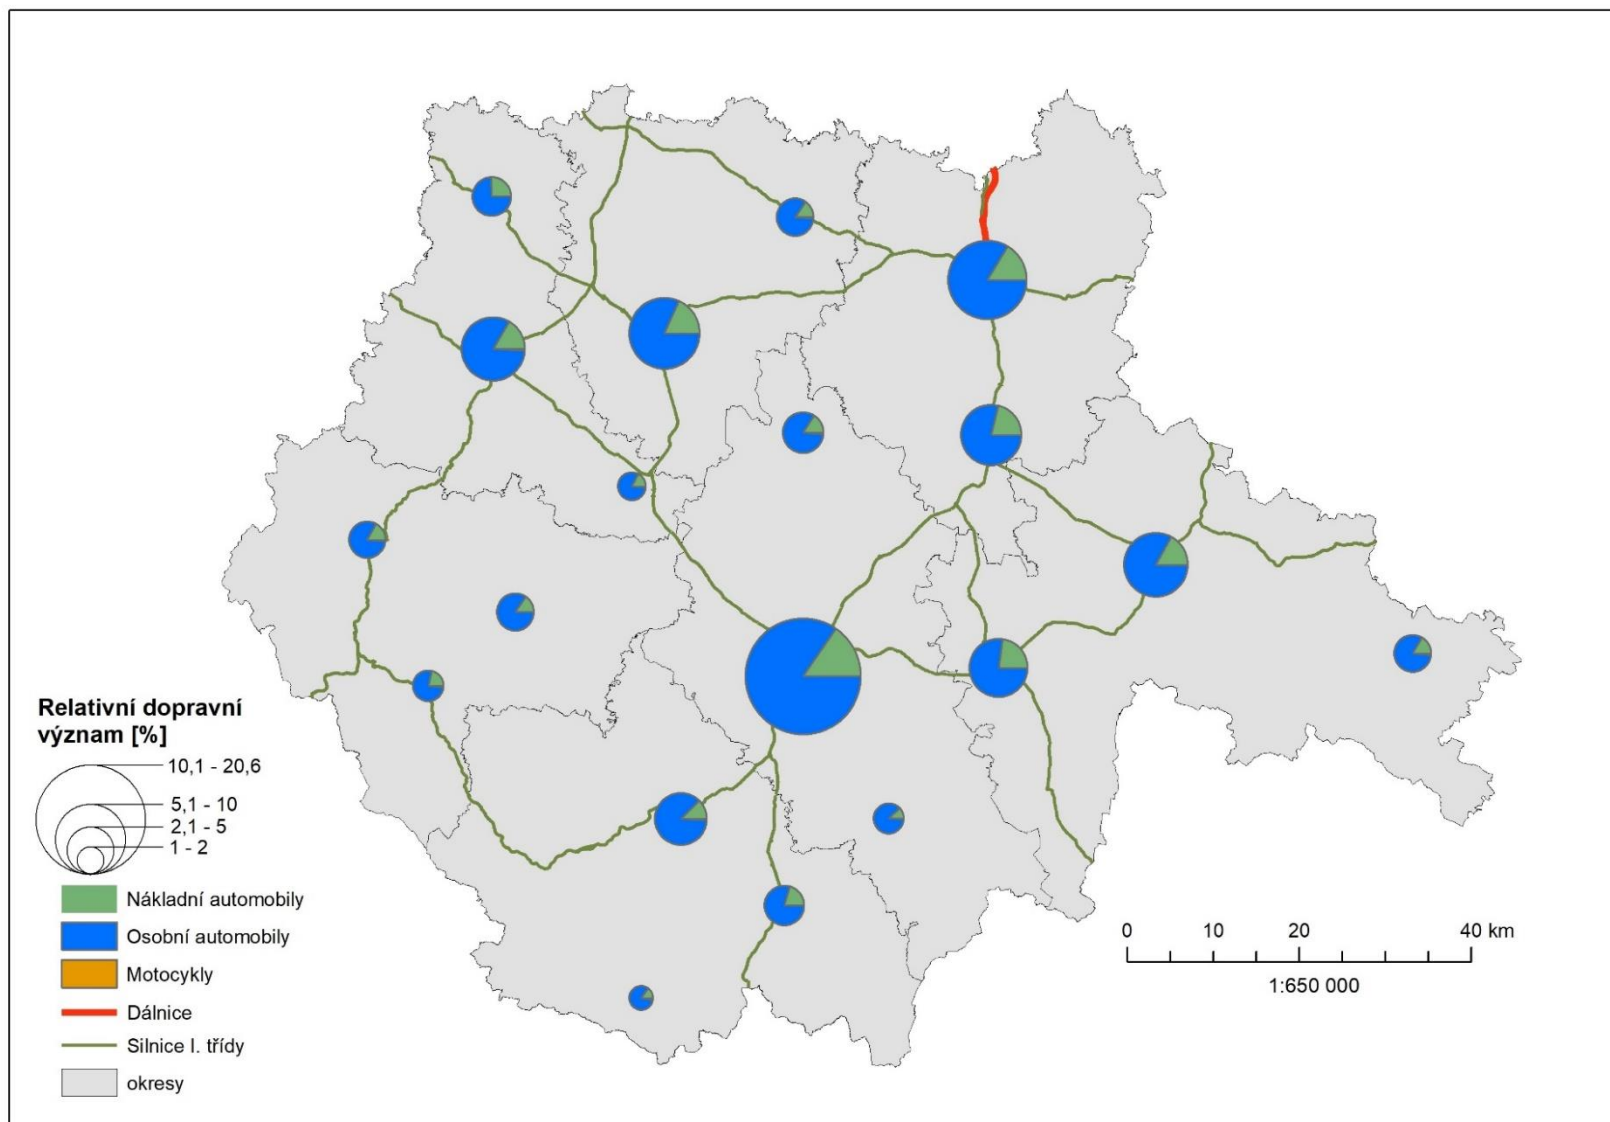 Relativní dopravní
význam [%]
10,1 - 20,6
5,1 - 10
2,1 - 5
1 - 2
Nákladní automobily
Osobní automobily
Motocykly
Dálnice
Silnice I. třídy
okresy
0 10 20 40 km
1:650 000